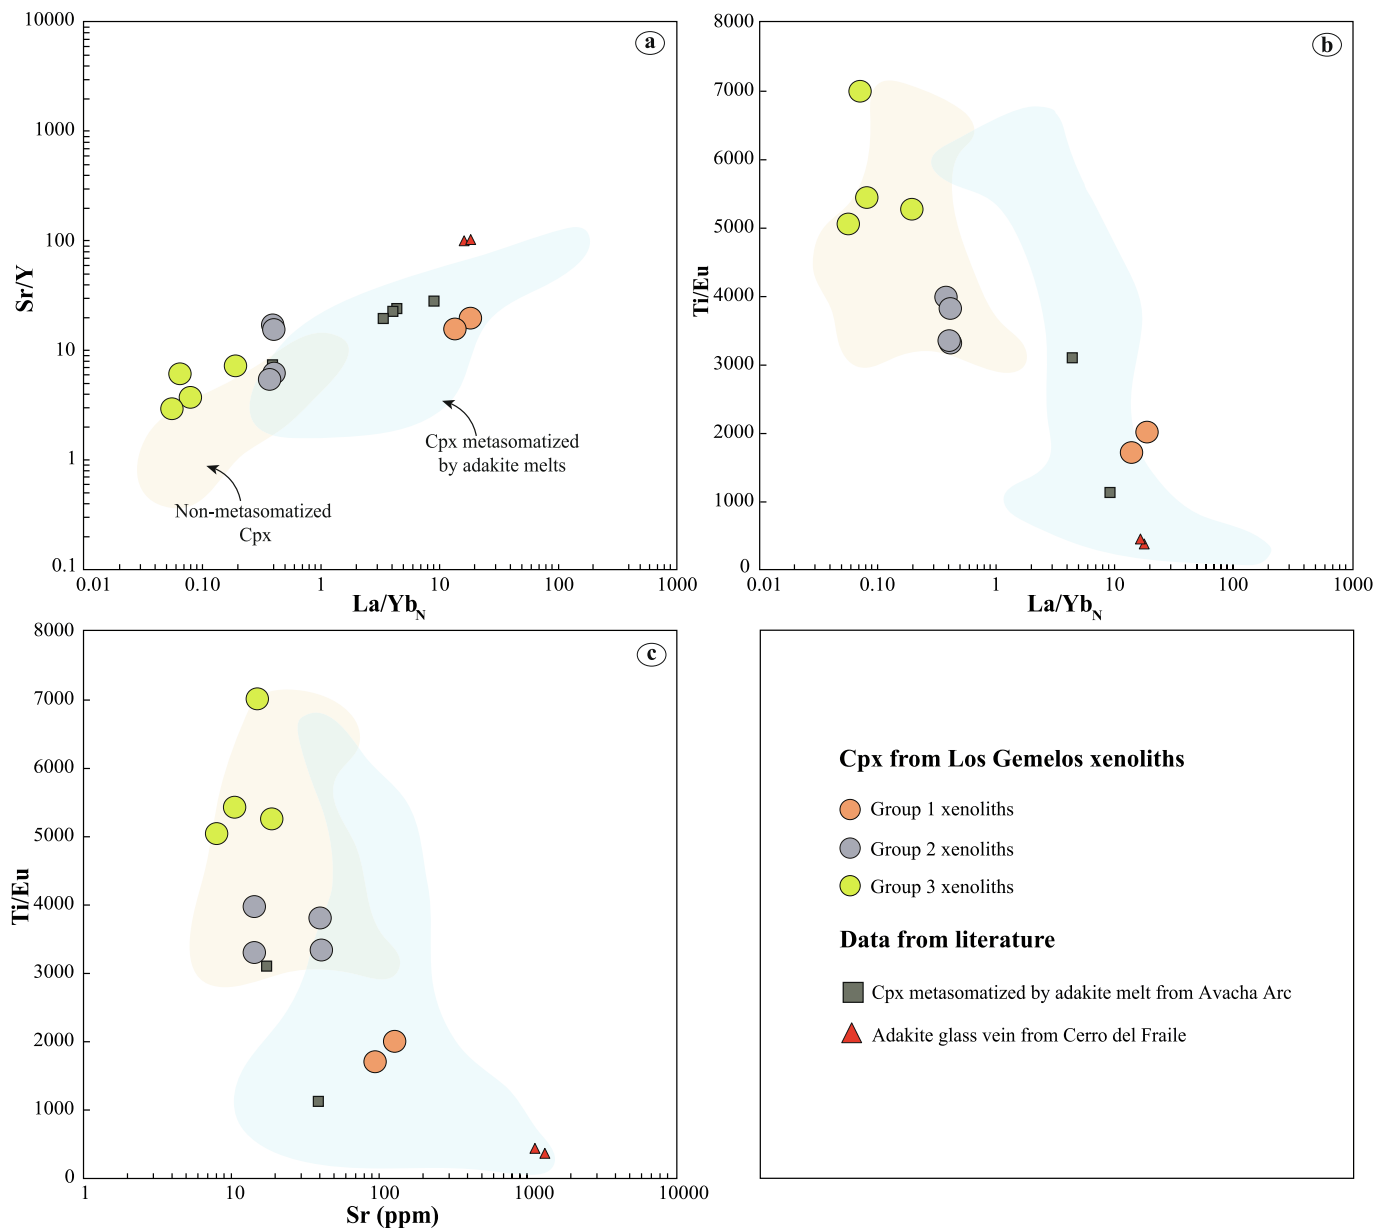 10000
1000
100
10
1
0.1
Sr/Y
a
Cpx metasomatized
by adakite melts
Non-metasomatized
Cpx
0.01
0.10
1
10
100
1000
La/Yb_N
8000
7000
6000
5000
4000
3000
2000
1000
0
Ti/Eu
b
0.01
0.10
1
10
100
1000
La/Yb_N
8000
7000
6000
5000
4000
3000
2000
1000
0
Ti/Eu
c
1
10
100
1000
10000
Sr (ppm)
Cpx from Los Gemelos xenoliths
Group 1 xenoliths
Group 2 xenoliths
Group 3 xenoliths
Data from literature
Cpx metasomatized by adakite melt from Avacha Arc
Adakite glass vein from Cerro del Fraile